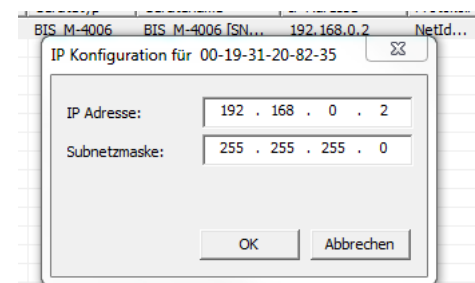 BIS M-4006 BIS M-4006 [SN... 192.168.0.2 NetId...
IP Konfiguration für 00-19-31-20-82-35
IP Adresse: 192 . 168 . 0 . 2
Subnetzmaske: 255 . 255 . 255 . 0
OK Abbrechen